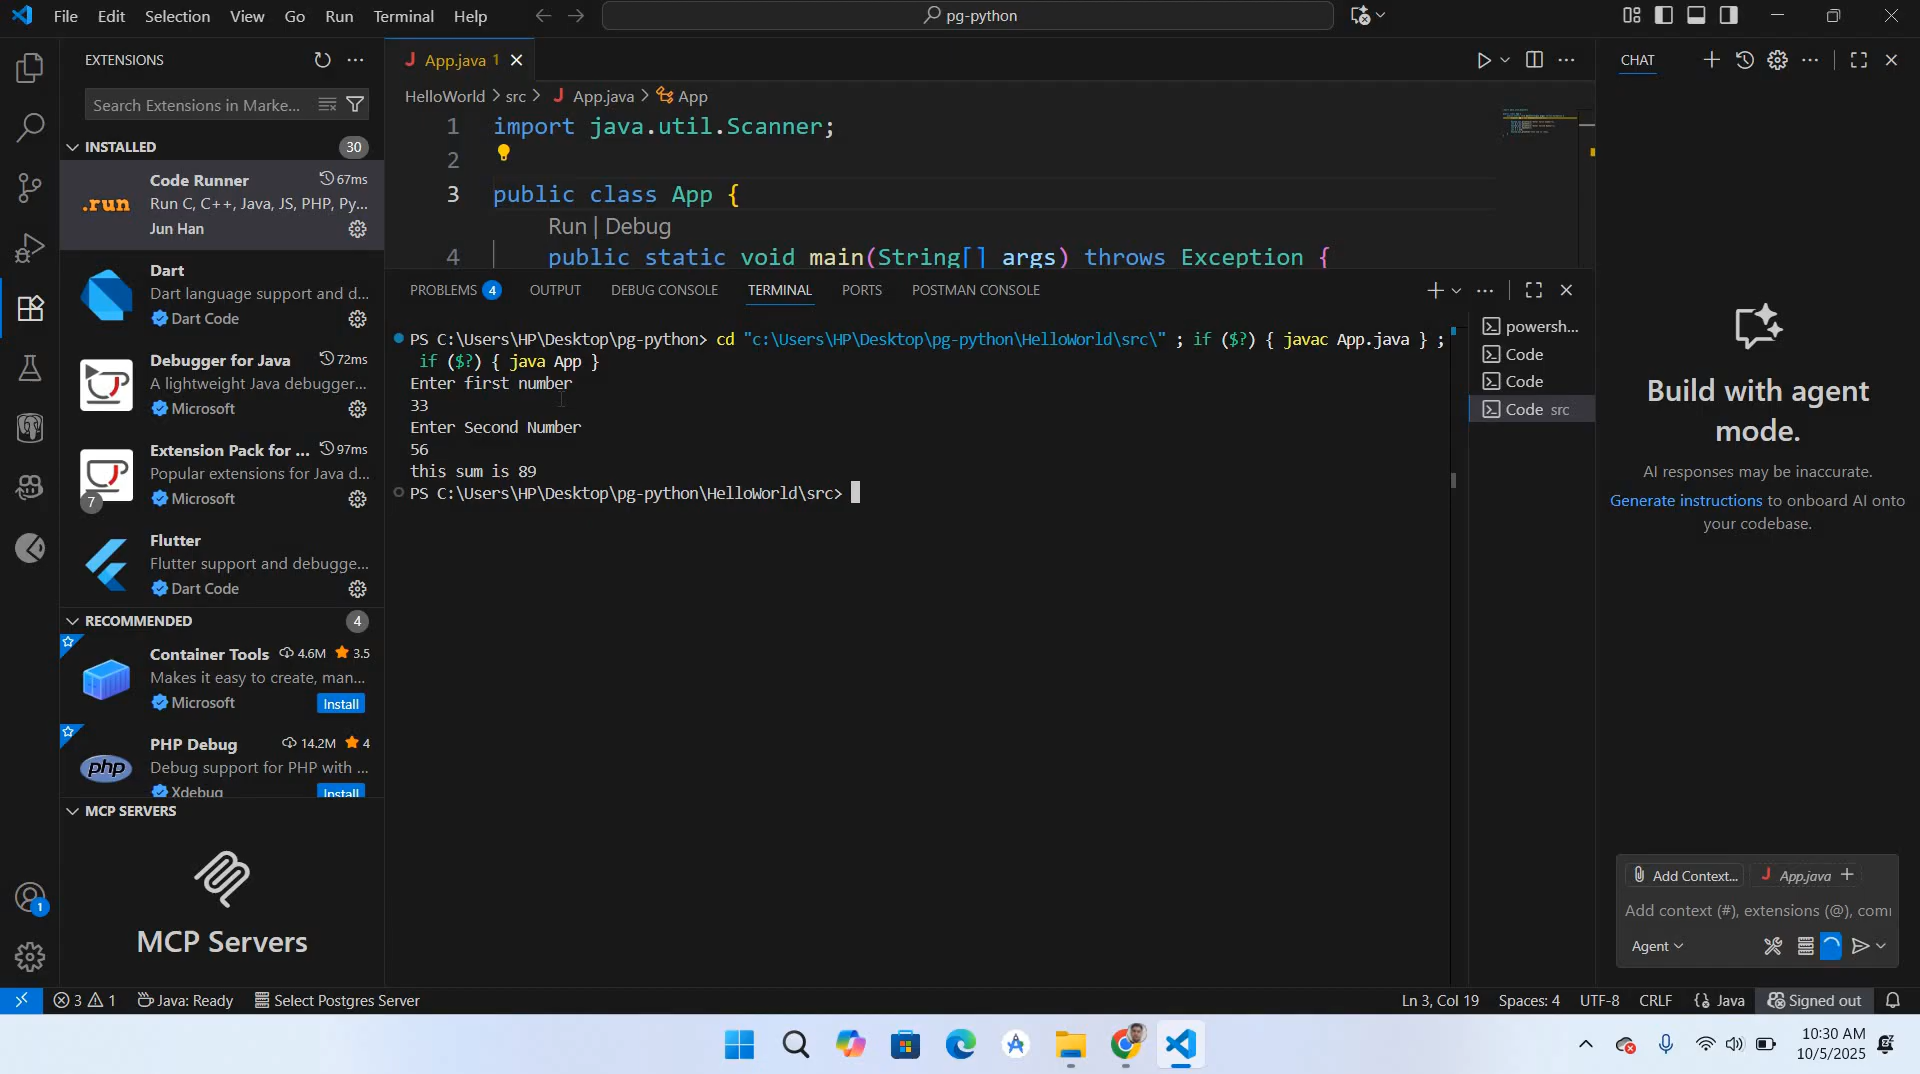 File Edit Selection View Go Run Terminal Help
pg-python
EXTENSIONS
Search Extensions in Marke...
INSTALLED 30
Code Runner 67ms
Run C, C++, Java, JS, PHP, Py...
Jun Han
.run
Dart
Dart language support and d...
Dart Code
Debugger for Java 72ms
A lightweight Java debugger...
Microsoft
Extension Pack for ... 97ms
Popular extensions for Java d...
Microsoft
7
Flutter
Flutter support and debugge...
Dart Code
RECOMMENDED 4
Container Tools 4.6M 3.5
Makes it easy to create, man...
Microsoft Install
PHP Debug 14.2M 4
Debug support for PHP with ...
php
Xdebug Install
MCP SERVERS
MCP Servers
1
J App.java 1
HelloWorld > src > J App.java > App
1 import java.util.Scanner;
2
3 public class App {
Run | Debug
4 public static void main(String[] args) throws Exception {
PROBLEMS 4 OUTPUT DEBUG CONSOLE TERMINAL PORTS POSTMAN CONSOLE
PS C:\Users\HP\Desktop\pg-python> cd "c:\Users\HP\Desktop\pg-python\HelloWorld\src\" ; if ($?) { javac App.java } ;
if ($?) { java App }
Enter first number
33
Enter Second Number
56
this sum is 89
PS C:\Users\HP\Desktop\pg-python\HelloWorld\src>
powersh...
Code
Code
Code src
CHAT
Build with agent
mode.
AI responses may be inaccurate.
Generate instructions to onboard AI onto
your codebase.
Add Context... J App.java +
Add context (#), extensions (@), com
Agent
3 1 Java: Ready Select Postgres Server
Ln 3, Col 19 Spaces: 4 UTF-8 CRLF {} Java Signed out
10:30 AM
10/5/2025